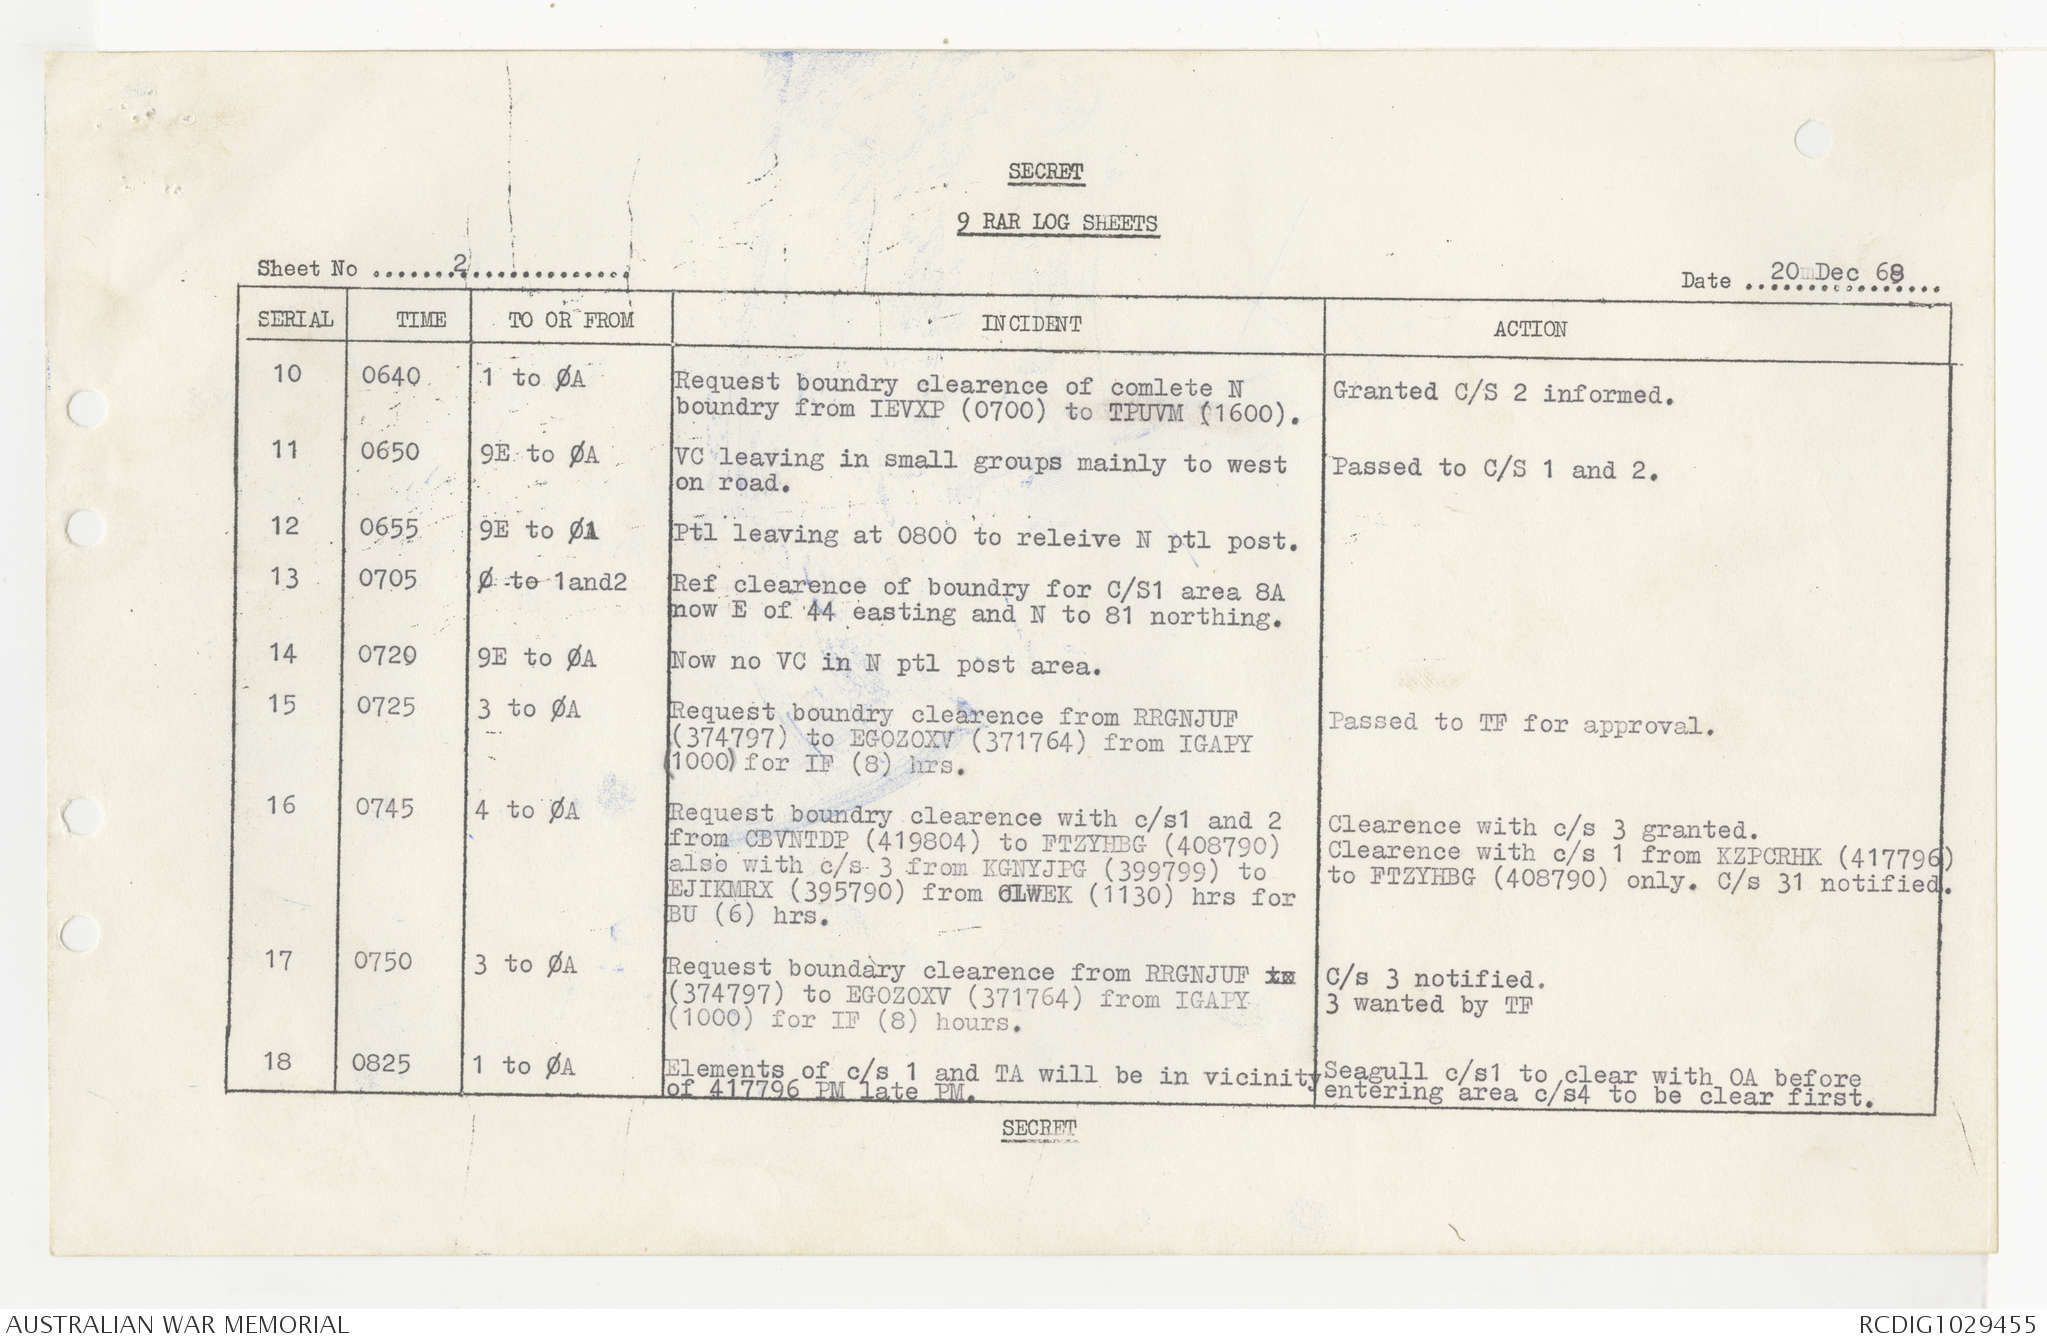 SECRET
9 RAR LOG SHEETS
Sheet No .......2....................
Date ..20 Dec 68....
SERIAL TIME TO OR FROM INCIDENT ACTION
10 0640 1 to ØA Request boundry clearence of comlete N Granted C/S 2 informed.
boundry from IEVXP (0700) to TPUVM (1600).
11 0650 9E to ØA VC leaving in small groups mainly to west Passed to C/S 1 and 2.
on road.
12 0655 9E to Ø1 Ptl leaving at 0800 to releive N ptl post.
13 0705 Ø to 1and2 Ref clearence of boundry for C/S1 area 8A
now E of 44 easting and N to 81 northing.
14 0720 9E to ØA Now no VC in N ptl post area.
15 0725 3 to ØA Request boundry clearence from RRGNJUF Passed to TF for approval.
(374797) to EGOZOXV (371764) from IGAPY
(1000) for IF (8) hrs.
16 0745 4 to ØA Request boundry clearence with c/s1 and 2 Clearence with c/s 3 granted.
from CBVNTDP (419804) to FTZYHBG (408790) Clearence with c/s 1 from KZPCRHK (417796)
also with c/s 3 from KGNYJPG (399799) to to FTZYHBG (408790) only. C/s 31 notified.
EJIKMRX (395790) from CLWEK (1130) hrs for
BU (6) hrs.
17 0750 3 to ØA Request boundary clearence from RRGNJUF to C/s 3 notified.
(374797) to EGOZOXV (371764) from IGAPY 3 wanted by TF
(1000) for IF (8) hours.
18 0825 1 to ØA Elements of c/s 1 and TA will be in vicinity Seagull c/s1 to clear with OA before
of 417796 PM late PM. entering area c/s4 to be clear first.
SECRET
AUSTRALIAN WAR MEMORIAL RCDIG1029455